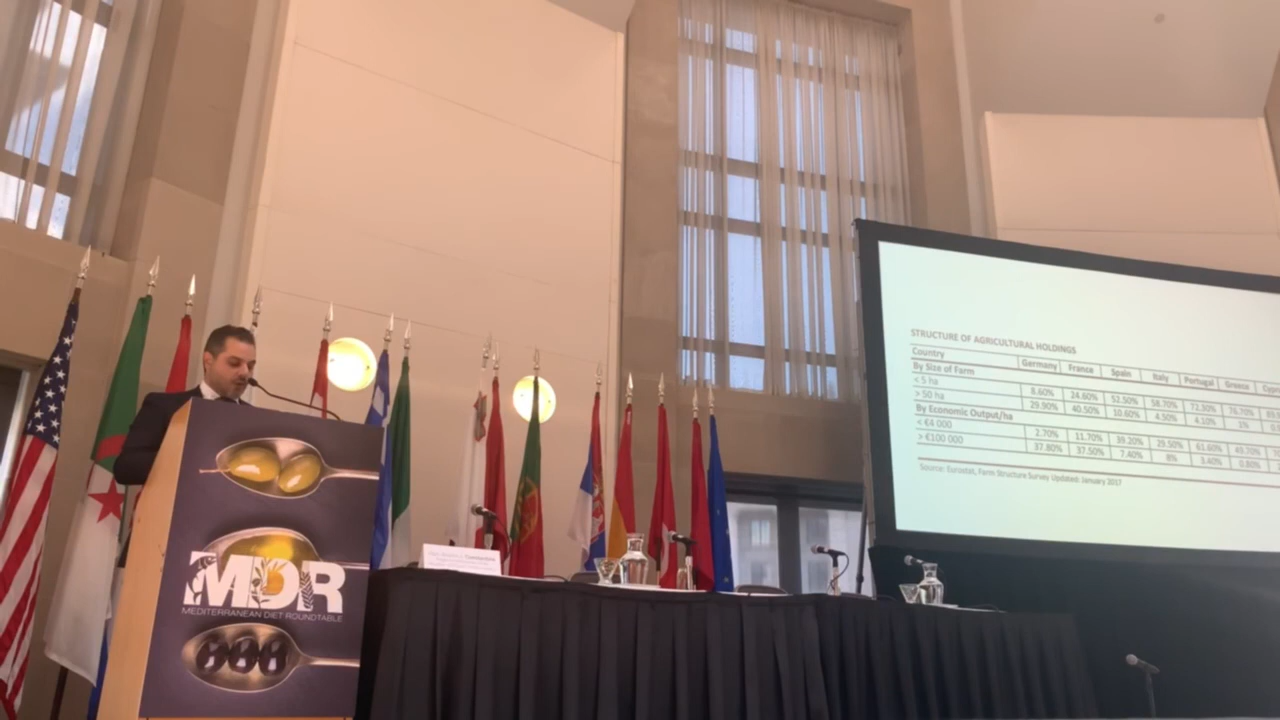 MDR
MEDITERRANEAN DIET ROUNDTABLE
STRUCTURE OF AGRICULTURAL HOLDINGS
Country Germany France Spain Italy Portugal Greece
By Size of Farm
< 5 ha 8.60% 24.60% 52.50% 58.70% 72.30% 76.70%
> 50 ha 29.90% 40.50% 10.60% 4.50% 4.10% 1%
By Economic Output/ha
< €4 000 2.70% 11.70% 39.20% 29.50% 61.60% 49.70%
> €100 000 37.80% 37.50% 7.40% 8% 3.40% 0.80%
Source: Eurostat, Farm Structure Survey Updated: January 2017